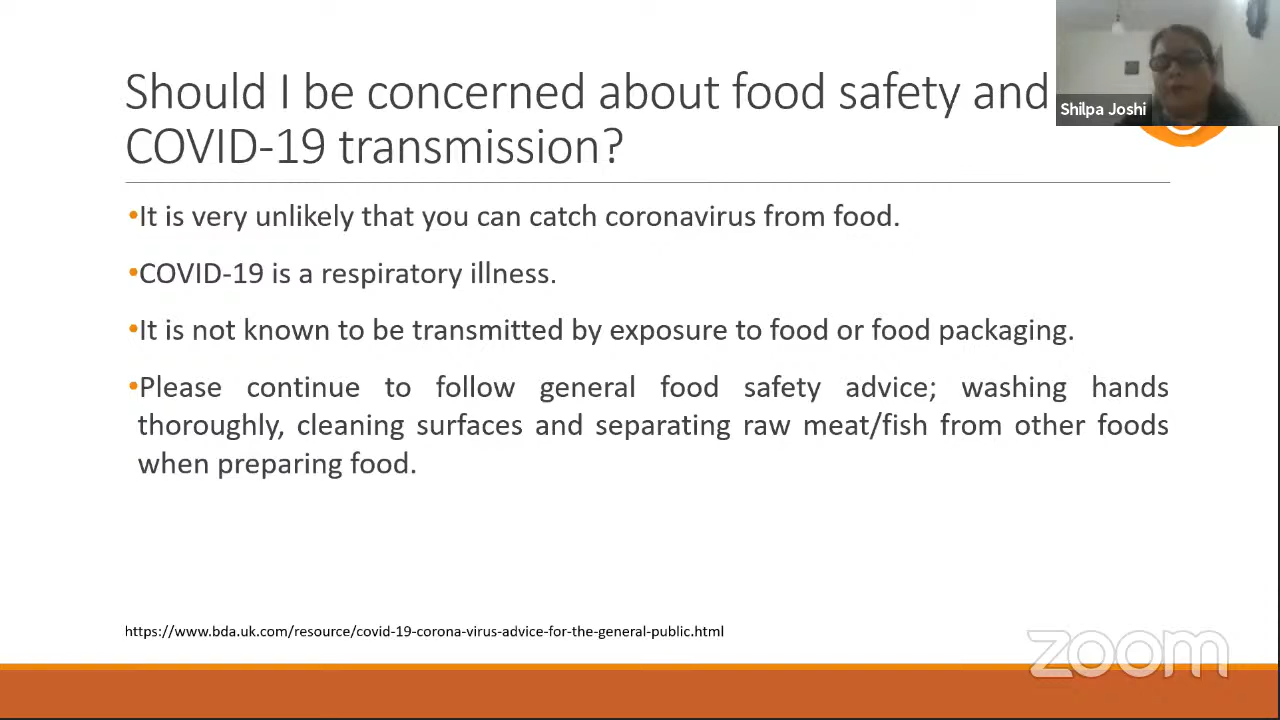 Should I be concerned about food safety and
COVID-19 transmission?
Shilpa Joshi
•It is very unlikely that you can catch coronavirus from food.
•COVID-19 is a respiratory illness.
•It is not known to be transmitted by exposure to food or food packaging.
•Please continue to follow general food safety advice; washing hands
thoroughly, cleaning surfaces and separating raw meat/fish from other foods
when preparing food.
https://www.bda.uk.com/resource/covid-19-corona-virus-advice-for-the-general-public.html
zoom